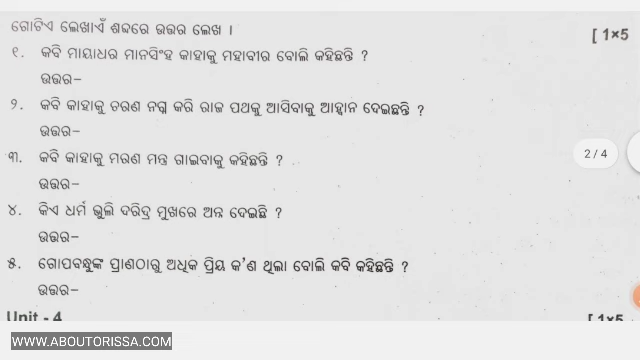 ଗୋଟିଏ ଲେଖାଏଁ ଶବ୍ଦରେ ଉତ୍ତର ଲେଖ । [ 1×5
୧. କବି ମାୟାଧର ମାନସିଂହ କାହାକୁ ମହାବୀର ବୋଲି କହିଛନ୍ତି ?
ଉତ୍ତର–
୨. କବି କାହାକୁ ଚରଣ ନଗ୍ନ କରି ରାଜ ପଥକୁ ଆସିବାକୁ ଆହ୍ୱାନ ଦେଇଛନ୍ତି ?
ଉତ୍ତର–
୩. କବି କାହାକୁ ମରଣ ମନ୍ତ୍ର ଗାଇବାକୁ କହିଛନ୍ତି ?
ଉତ୍ତର–
2 / 4
୪. କିଏ ଧର୍ମ ଭୁଲି ଦରିଦ୍ର ମୁଖରେ ଅନ୍ନ ଦେଇଛି ?
ଉତ୍ତର–
୫. ଗୋପବନ୍ଧୁଙ୍କ ପ୍ରାଣଠାରୁ ଅଧିକ ପ୍ରିୟ କ'ଣ ଥିଲା ବୋଲି କବି କହିଛନ୍ତି ?
ଉତ୍ତର–
Unit - 4 [ 1×5
WWW.ABOUTORISSA.COM